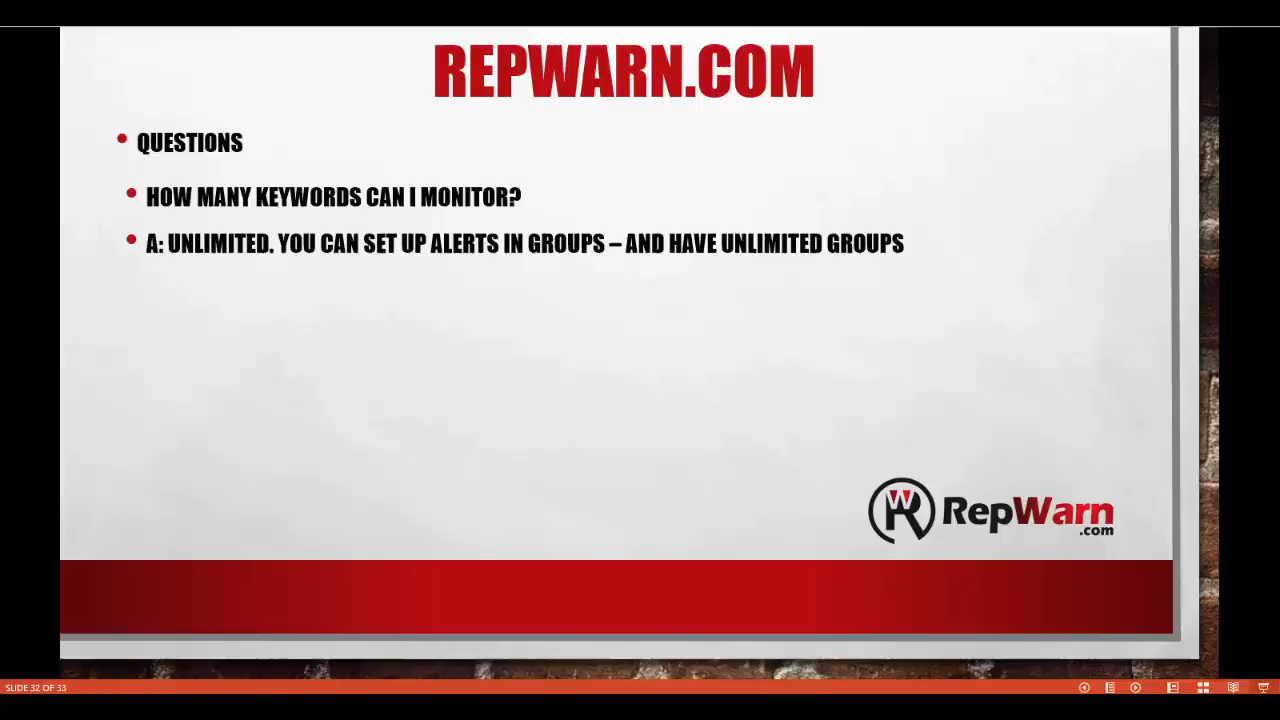 REPWARN.COM
QUESTIONS
HOW MANY KEYWORDS CAN I MONITOR?
A: UNLIMITED. YOU CAN SET UP ALERTS IN GROUPS – AND HAVE UNLIMITED GROUPS
RW RepWarn
.com
SLIDE 32 OF 33